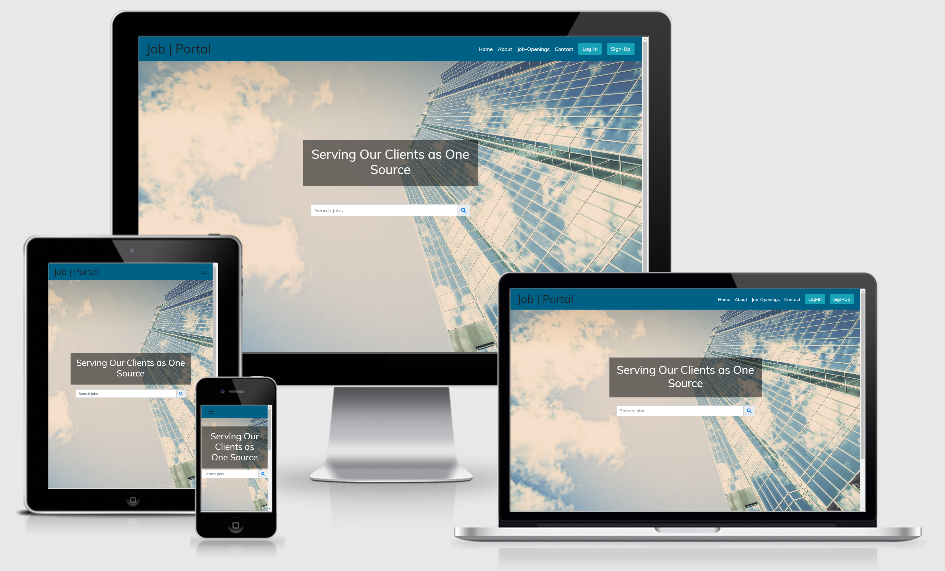 Job | Portal
Home About Job-Openings Contact Log-In Sign-Up
Serving Our Clients as One
Source
Search Jobs
Job | Portal
Serving Our Clients as One
Source
Search Jobs
Serving Our
Clients as
One Source
Search Jobs
Job | Portal
Home About Job-Openings Contact Log-In Sign-Up
Serving Our Clients as One
Source
Search Jobs